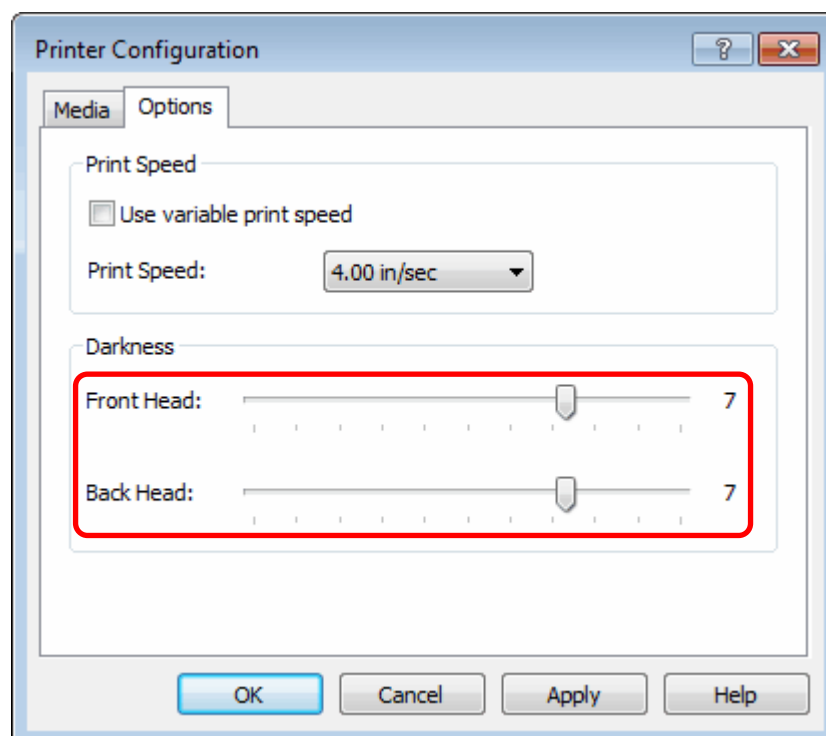 Printer Configuration
Media Options
Print Speed
Use variable print speed
Print Speed: 4.00 in/sec
Darkness
Front Head: 7
Back Head: 7
OK Cancel Apply Help